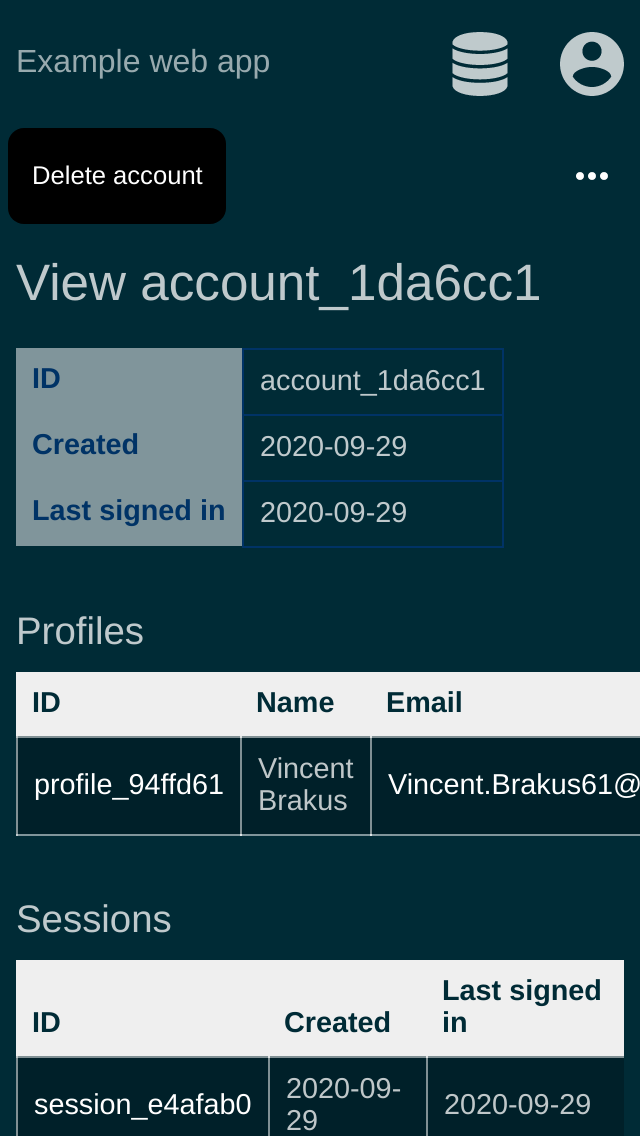 Example web app
Delete account
View account_1da6cc1
ID account_1da6cc1
Created 2020-09-29
Last signed in 2020-09-29
Profiles
ID Name Email
profile_94ffd61 Vincent Brakus Vincent.Brakus61@
Sessions
ID Created Last signed in
session_e4afab0 2020-09-29 2020-09-29